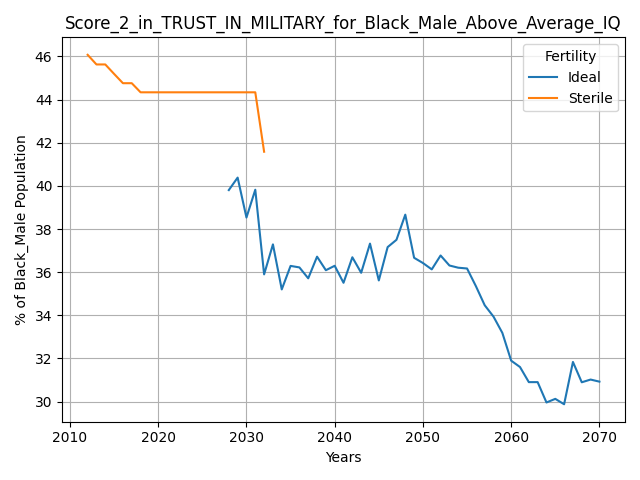 Score_2_in_TRUST_IN_MILITARY_for_Black_Male_Above_Average_IQ
Fertility
Ideal
Sterile
% of Black_Male Population
46
44
42
40
38
36
34
32
30
2010
2020
2030
2040
2050
2060
2070
Years